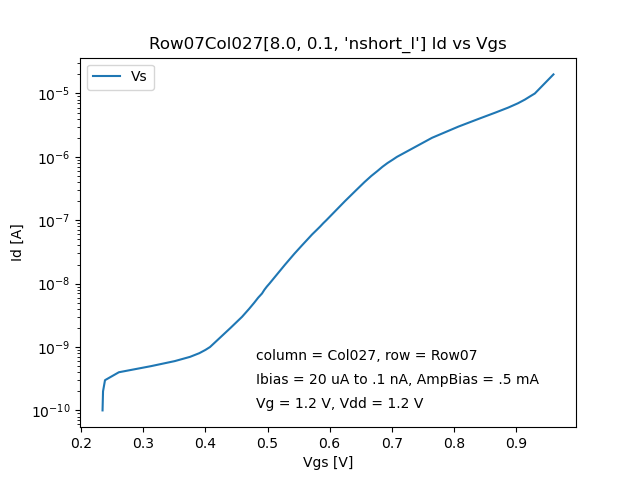 Row07Col027[8.0, 0.1, 'nshort_l'] Id vs Vgs
Vs
Id [A]
10⁻⁵
10⁻⁶
10⁻⁷
10⁻⁸
10⁻⁹
10⁻¹⁰
column = Col027, row = Row07
Ibias = 20 uA to .1 nA, AmpBias = .5 mA
Vg = 1.2 V, Vdd = 1.2 V
0.2 0.3 0.4 0.5 0.6 0.7 0.8 0.9
Vgs [V]